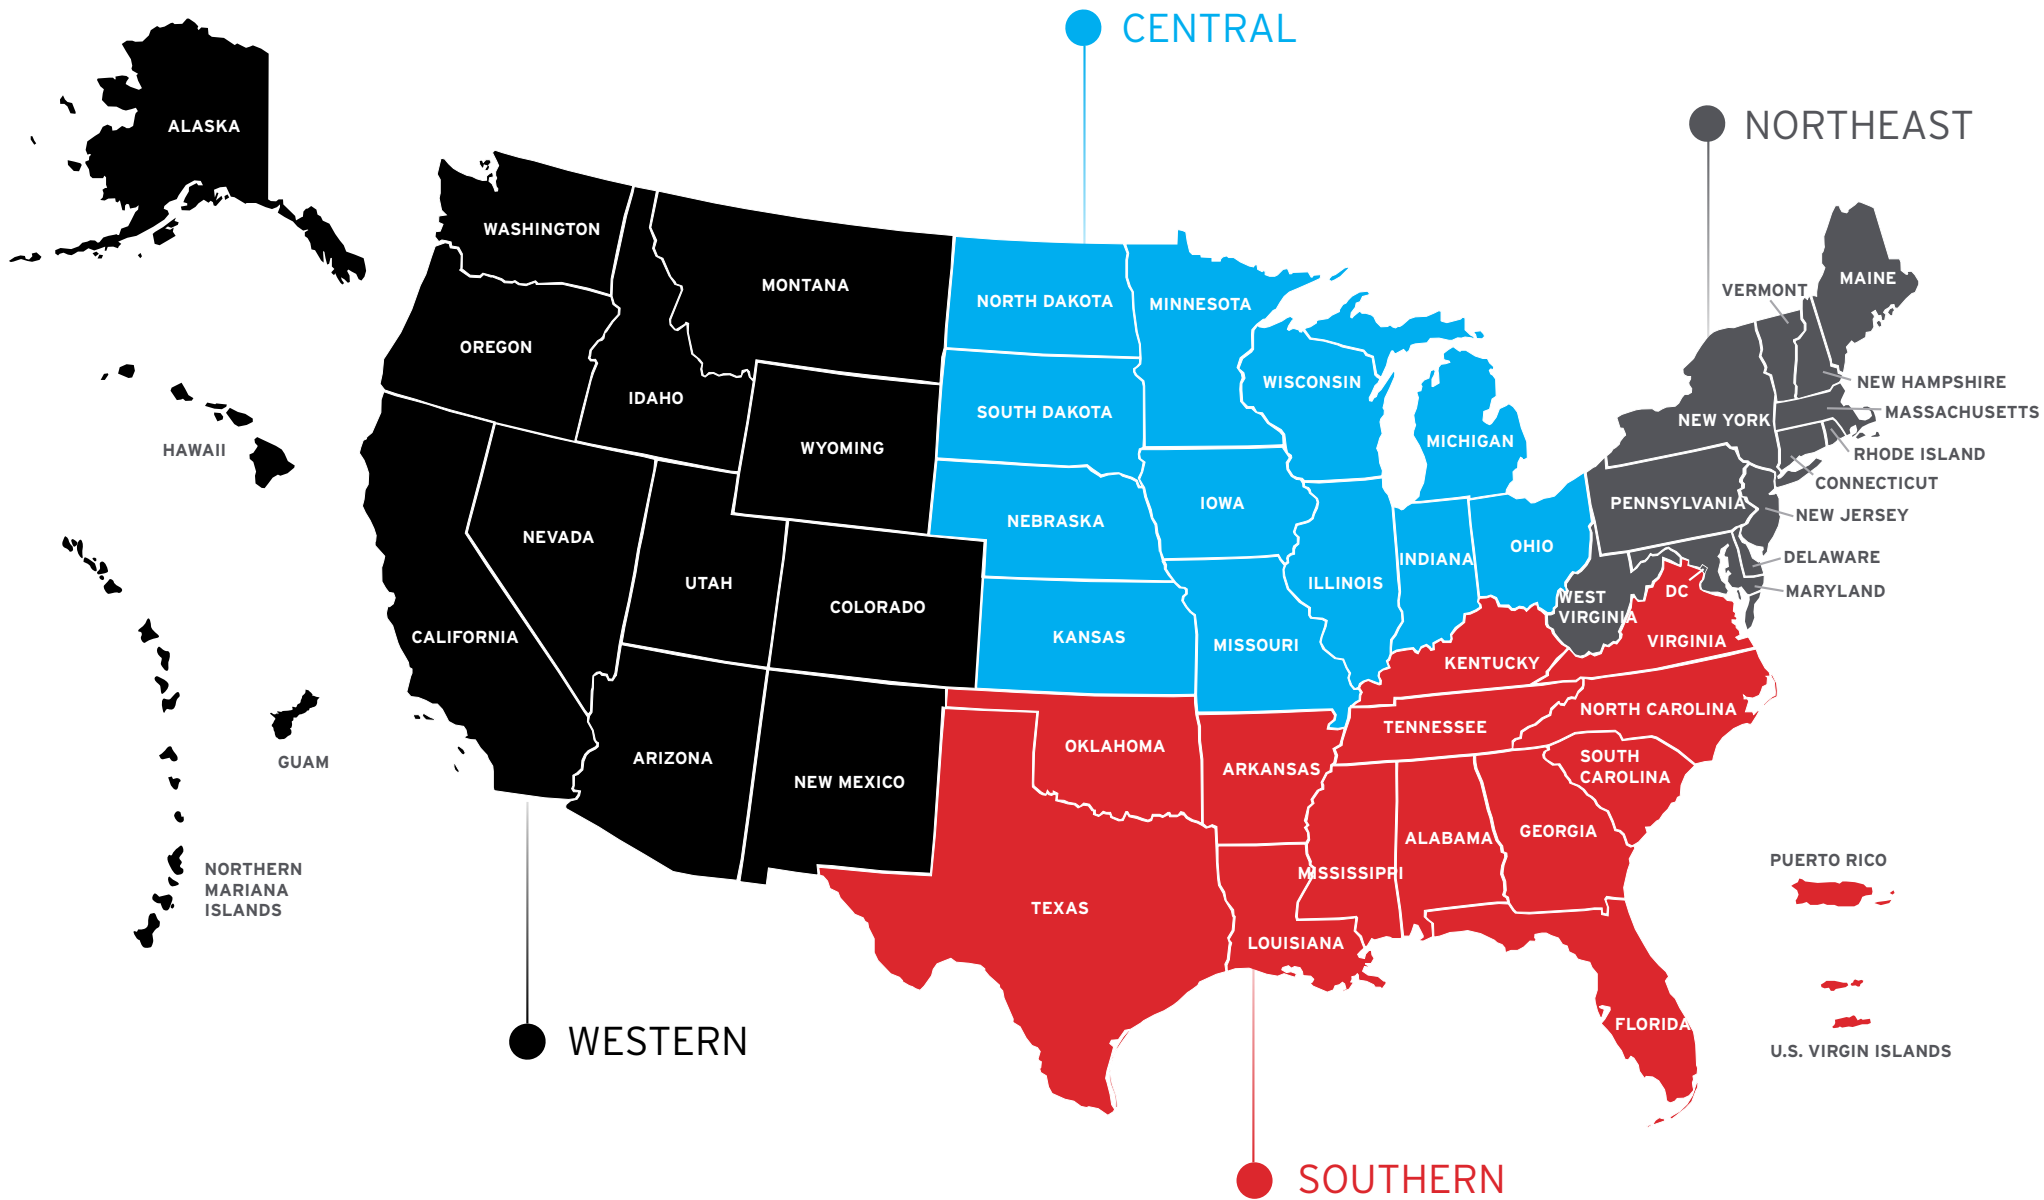 CENTRAL
NORTHEAST
ALASKA
WASHINGTON
MONTANA
NORTH DAKOTA
MINNESOTA
VERMONT
MAINE
OREGON
IDAHO
WYOMING
SOUTH DAKOTA
WISCONSIN
MICHIGAN
NEW YORK
NEW HAMPSHIRE
MASSACHUSETTS
RHODE ISLAND
CONNECTICUT
HAWAII
NEVADA
UTAH
COLORADO
NEBRASKA
IOWA
ILLINOIS
INDIANA
OHIO
PENNSYLVANIA
NEW JERSEY
DELAWARE
MARYLAND
DC
WEST
VIRGINIA
VIRGINIA
CALIFORNIA
KANSAS
MISSOURI
KENTUCKY
GUAM
ARIZONA
NEW MEXICO
OKLAHOMA
ARKANSAS
TENNESSEE
NORTH CAROLINA
SOUTH
CAROLINA
NORTHERN
MARIANA
ISLANDS
TEXAS
LOUISIANA
MISSISSIPPI
ALABAMA
GEORGIA
FLORIDA
PUERTO RICO
U.S. VIRGIN ISLANDS
WESTERN
SOUTHERN